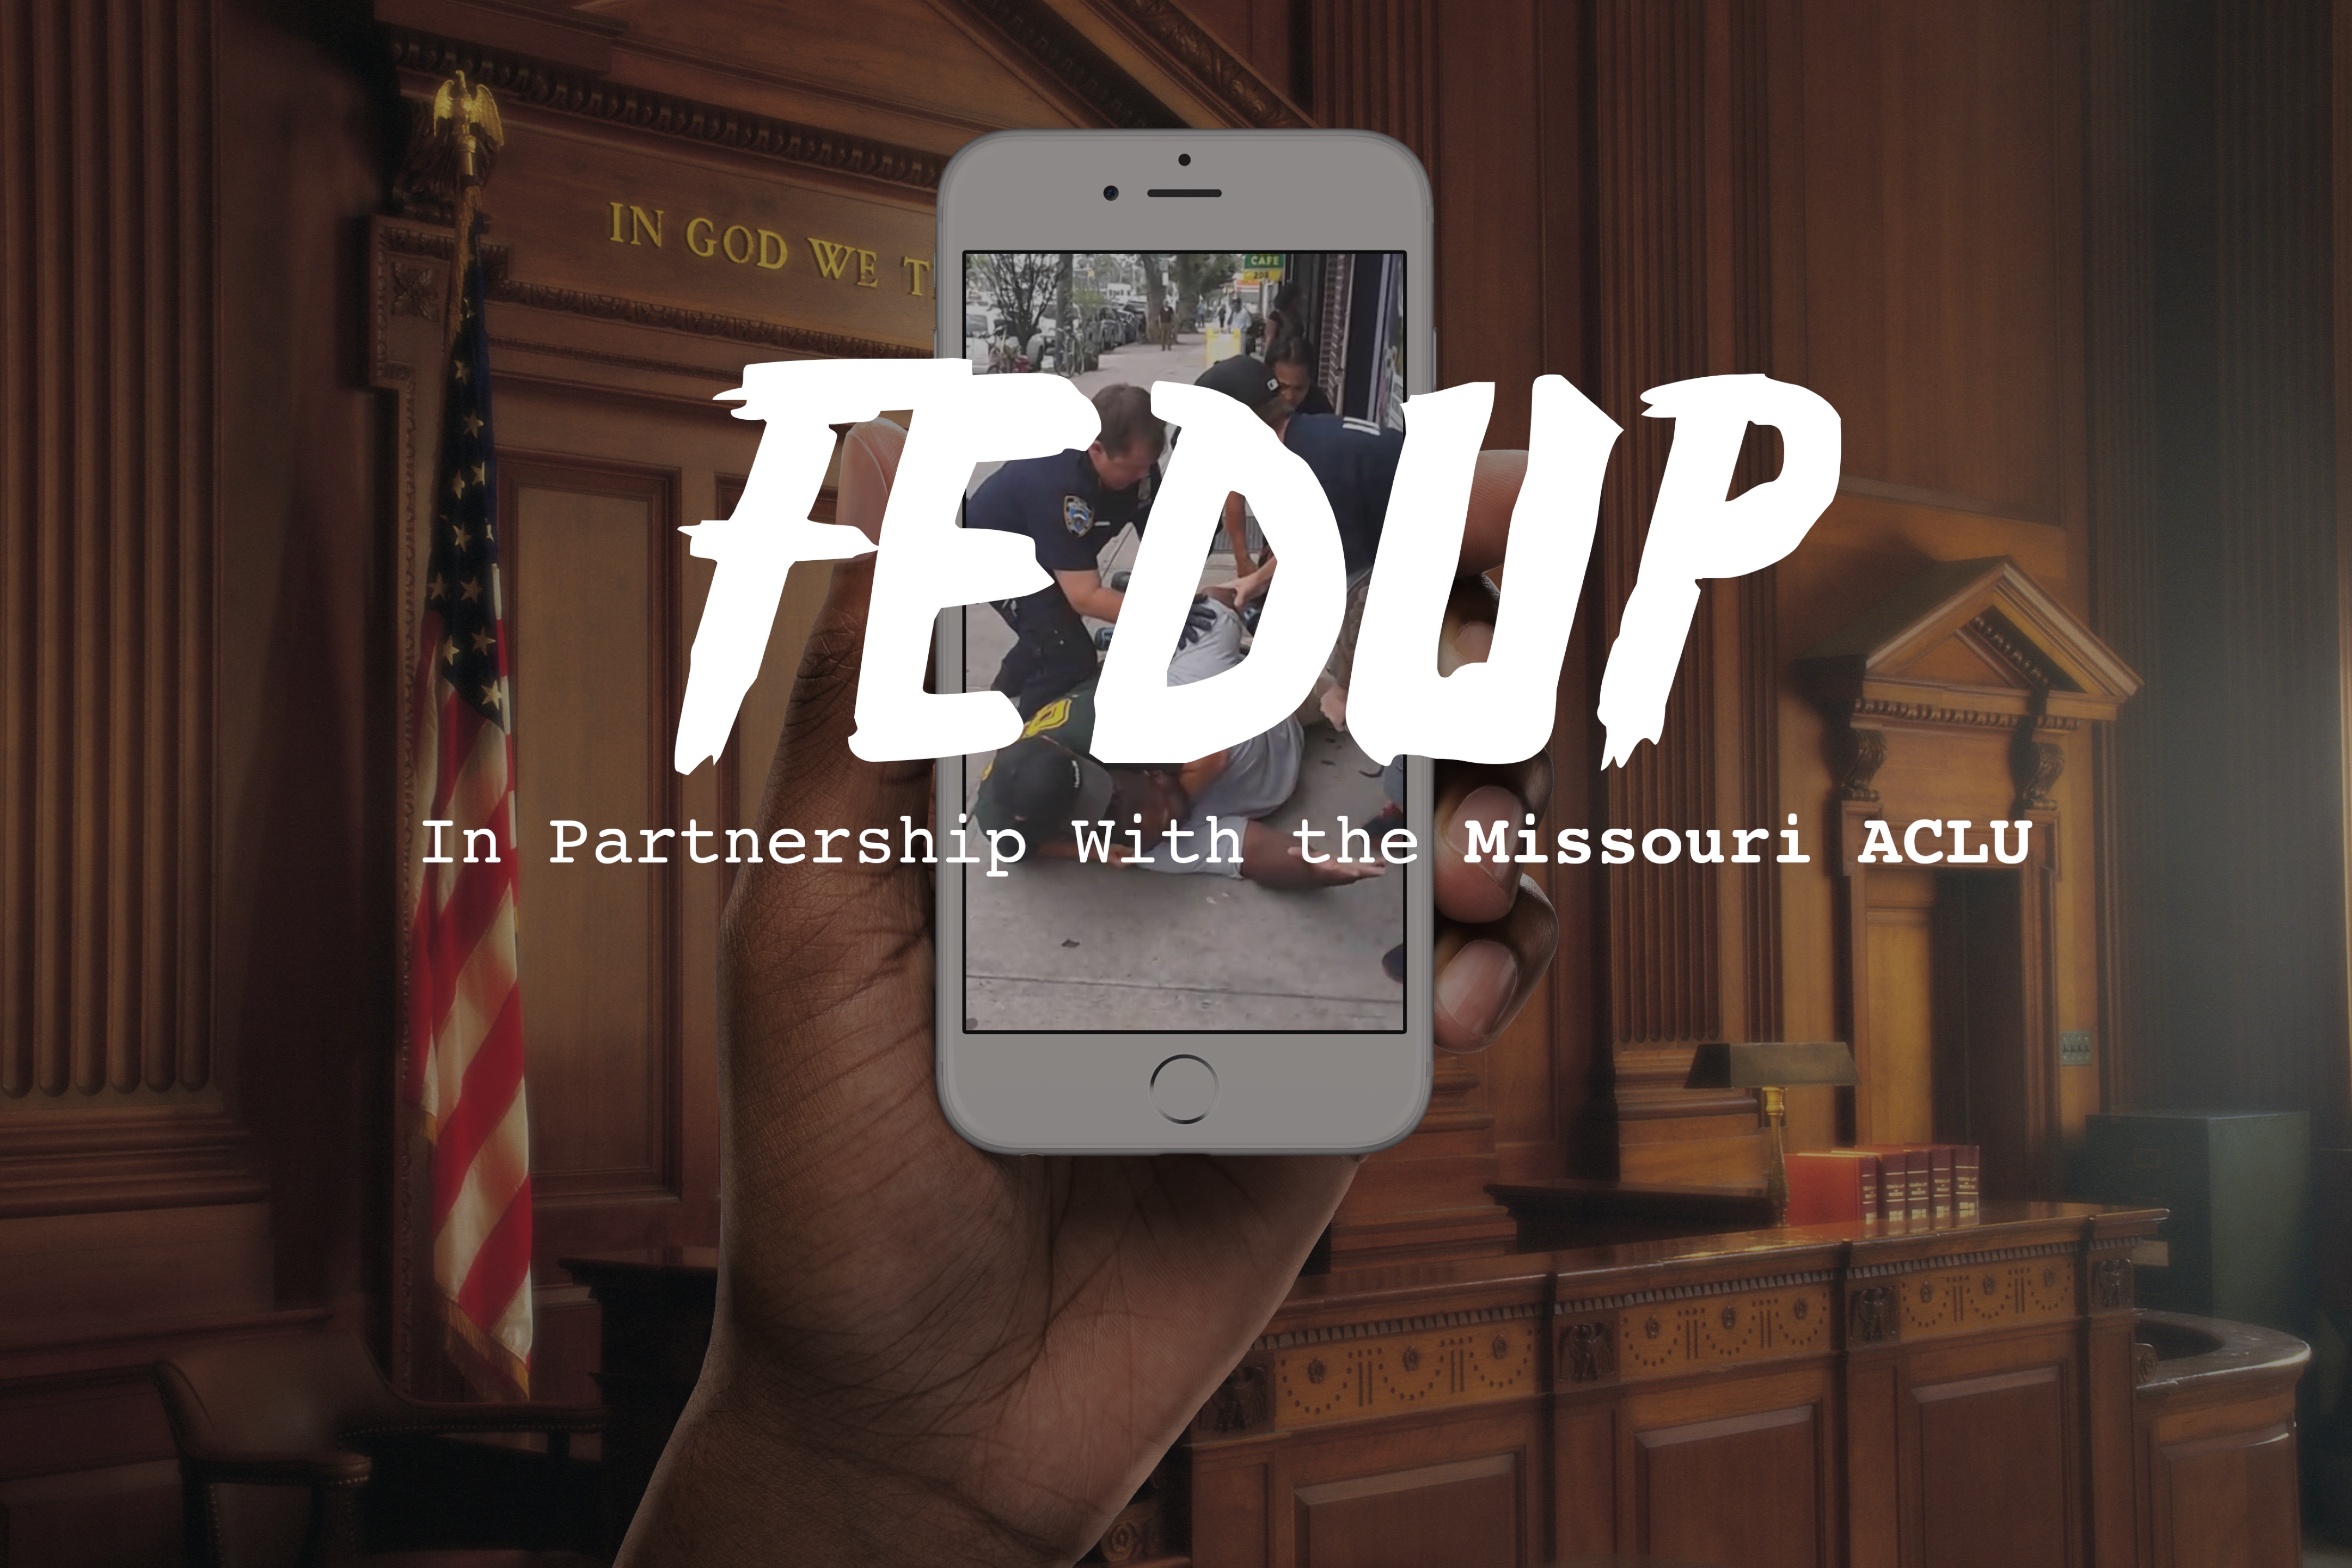 IN GOD WE T
CAFE
FEDUP
In Partnership With the Missouri ACLU